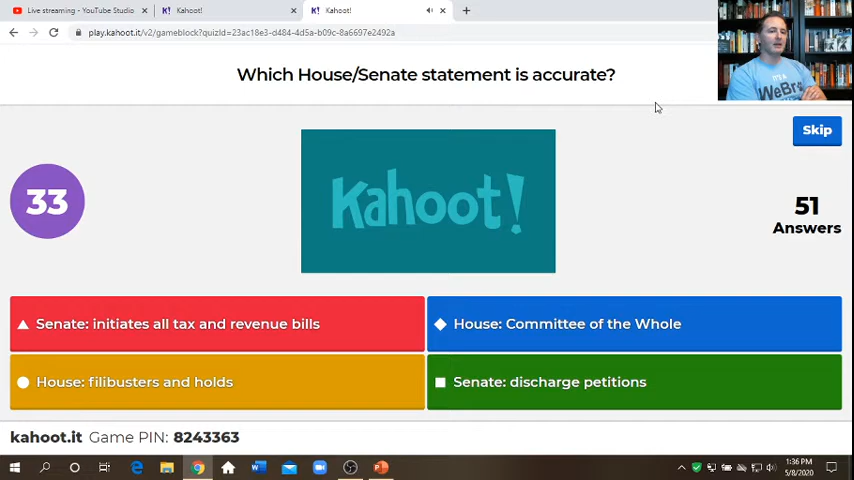 Live streaming - YouTube Studio
Kahoot!
Kahoot!
play.kahoot.it/v2/gameblock?quizId=23ac18e3-d484-4d5a-b09c-8a6697e2492a
Which House/Senate statement is accurate?
IT'S A
WeBr
Skip
33
Kahoot!
51
Answers
Senate: initiates all tax and revenue bills
House: Committee of the Whole
House: filibusters and holds
Senate: discharge petitions
kahoot.it Game PIN: 8243363
1:36 PM
5/8/2020